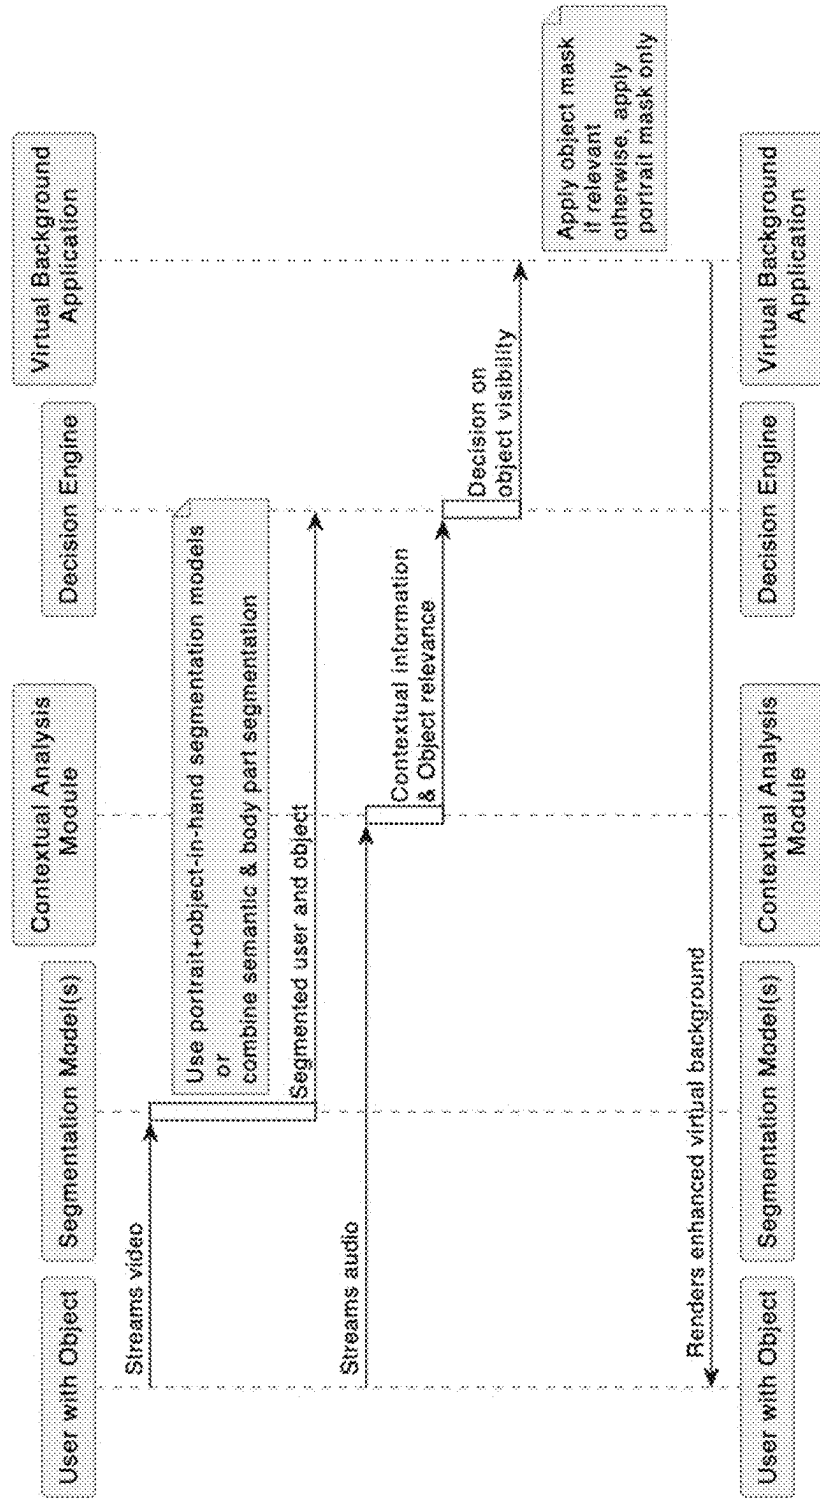 User with Object
Segmentation Model(s)
Contextual Analysis
Module
Decision Engine
Virtual Background
Application
Streams video
Use portrait+object-in-hand segmentation models
or
combine semantic & body part segmentation
Segmented user and object
Streams audio
Contextual information
& Object relevance
Decision on
object visibility
Apply object mask
if relevant
otherwise, apply
portrait mask only
Renders enhanced virtual background
User with Object
Segmentation Model(s)
Contextual Analysis
Module
Decision Engine
Virtual Background
Application